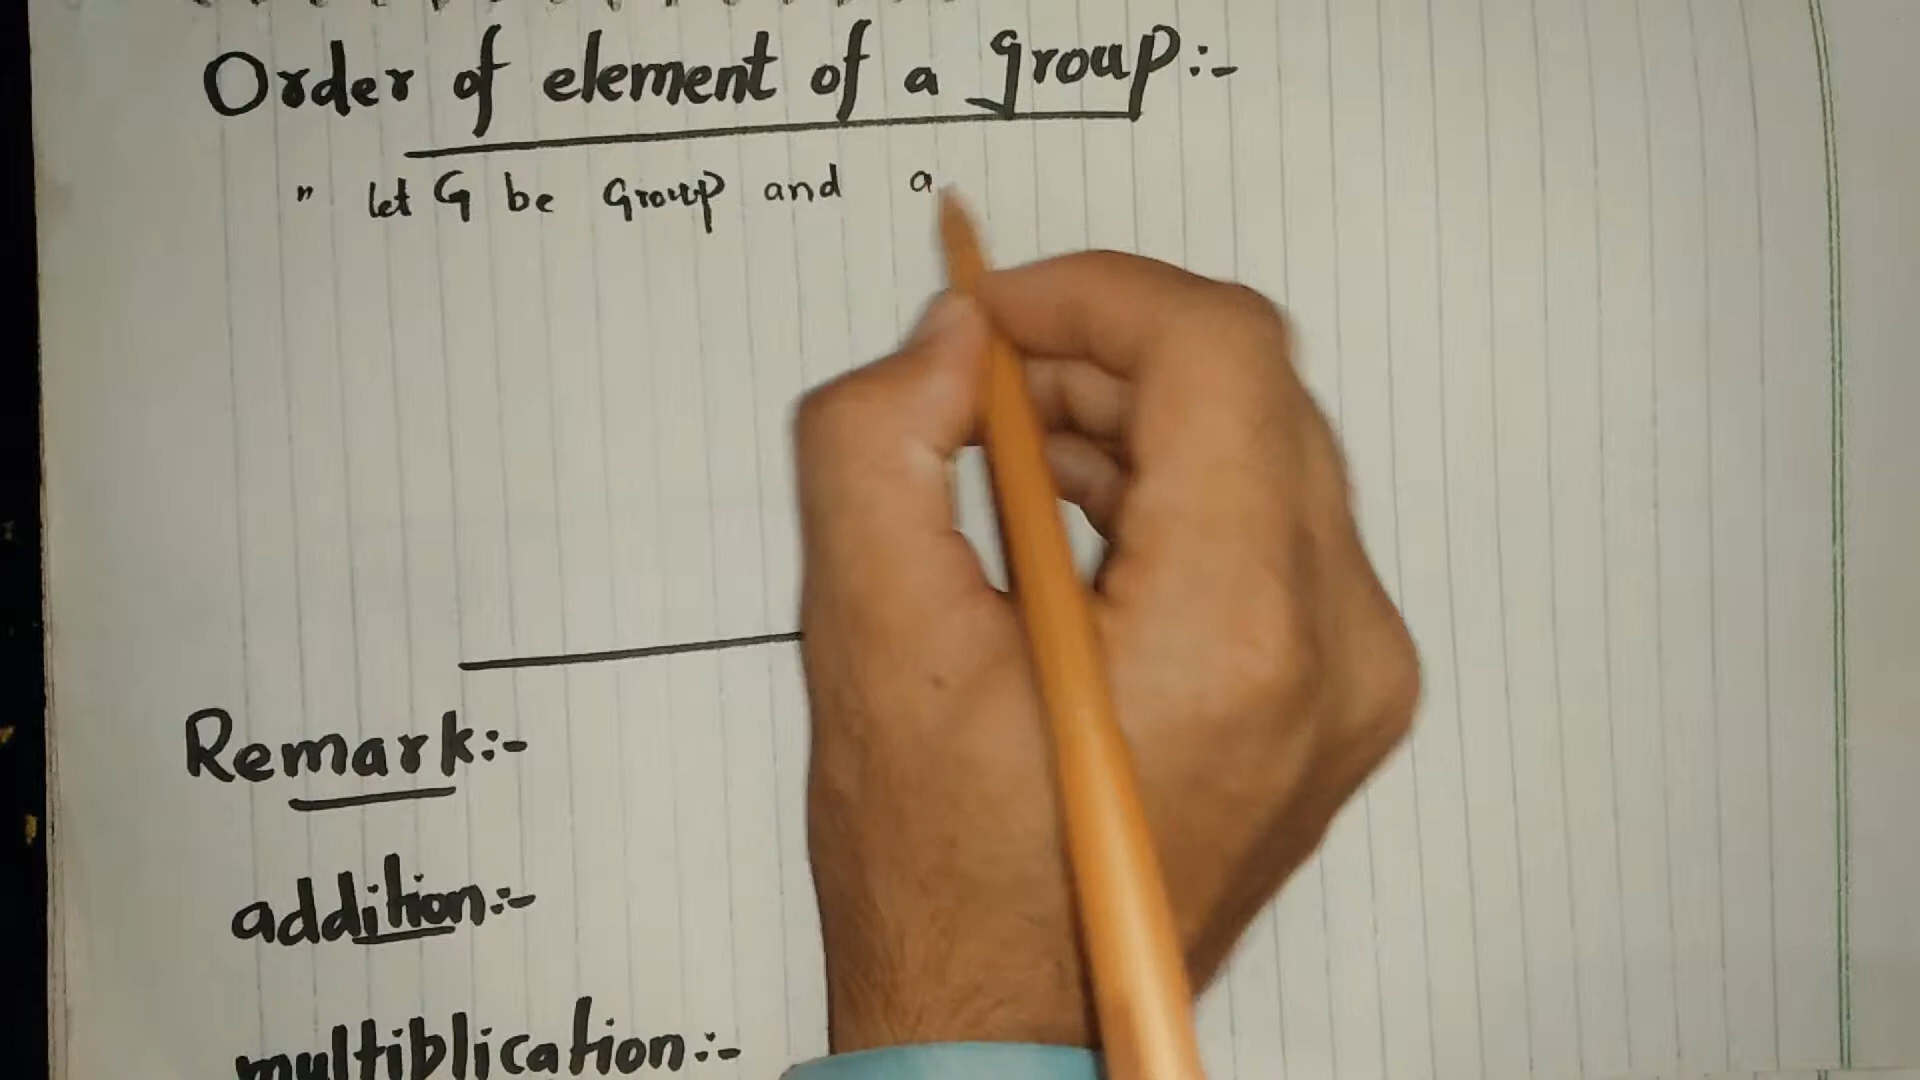 Order of element of a group:-
" let G be Group and a
Remark:-
addition:-
multiblication:-